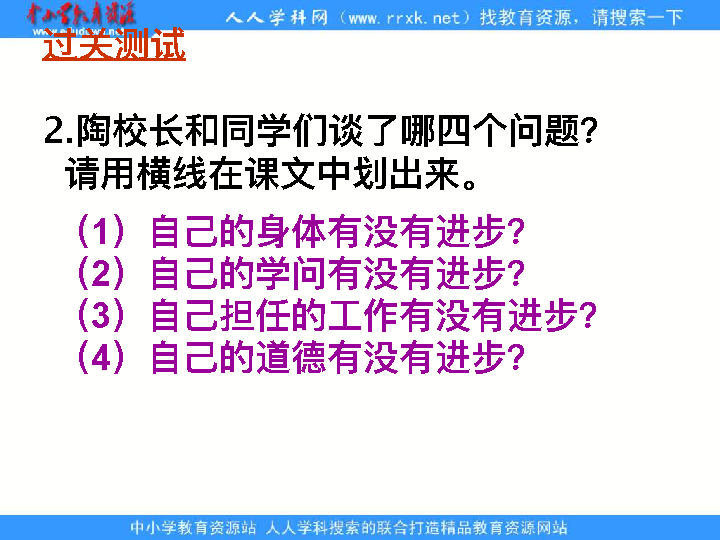 中小学教育资源 人人学科网（www.rrxk.net）找教育资源，请搜索一下
过关测试
2.陶校长和同学们谈了哪四个问题?
请用横线在课文中划出来。
（1）自己的身体有没有进步?
（2）自己的学问有没有进步?
（3）自己担任的工作有没有进步?
（4）自己的道德有没有进步?
中小学教育资源站 人人学科搜索的联合打造精品教育资源网站